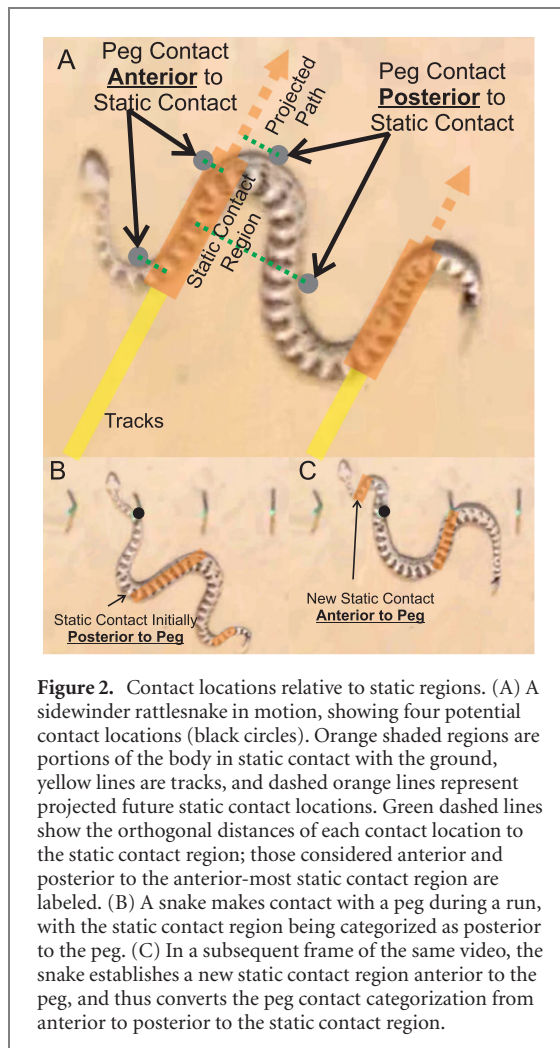 A
Peg Contact
Anterior to
Static Contact
Projected
Path
Peg Contact
Posterior to
Static Contact
Static Contact
Region
Tracks
B
Static Contact Initially
Posterior to Peg
C
New Static Contact
Anterior to Peg
Figure 2. Contact locations relative to static regions. (A) A
sidewinder rattlesnake in motion, showing four potential
contact locations (black circles). Orange shaded regions are
portions of the body in static contact with the ground,
yellow lines are tracks, and dashed orange lines represent
projected future static contact locations. Green dashed lines
show the orthogonal distances of each contact location to
the static contact region; those considered anterior and
posterior to the anterior-most static contact region are
labeled. (B) A snake makes contact with a peg during a run,
with the static contact region being categorized as posterior
to the peg. (C) In a subsequent frame of the same video, the
snake establishes a new static contact region anterior to the
peg, and thus converts the peg contact categorization from
anterior to posterior to the static contact region.